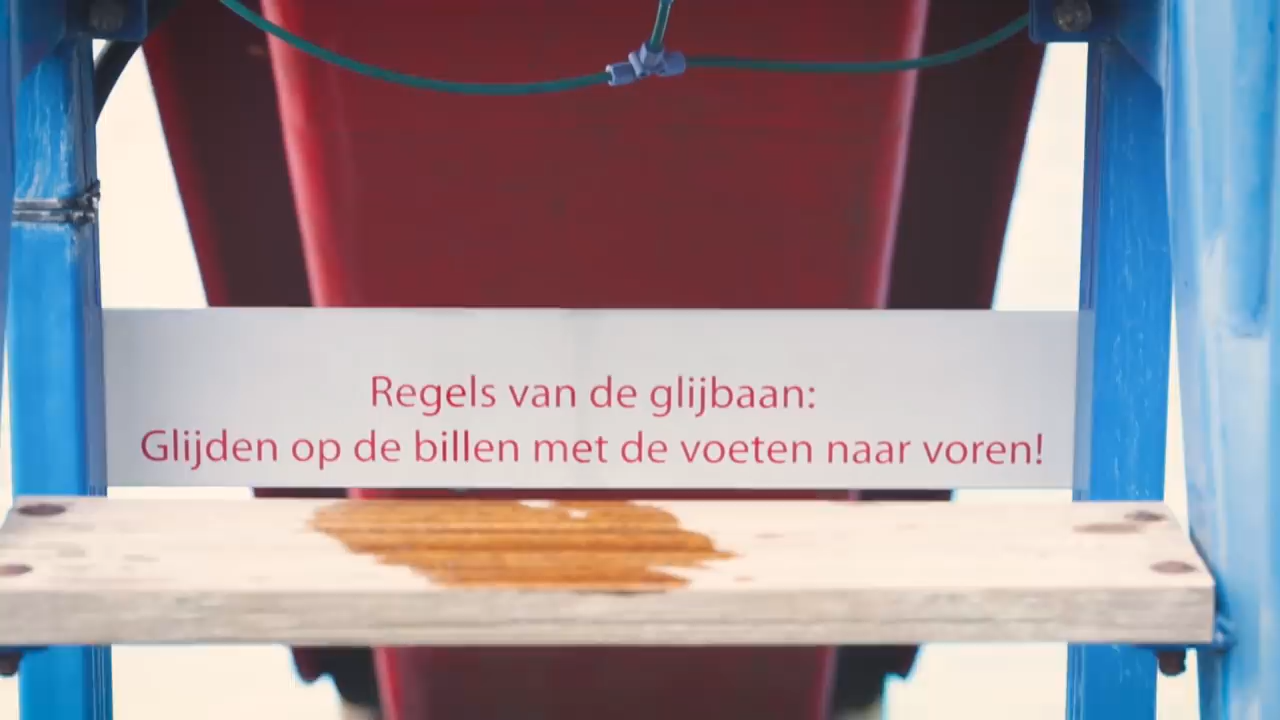 Regels van de glijbaan:
Glijden op de billen met de voeten naar voren!